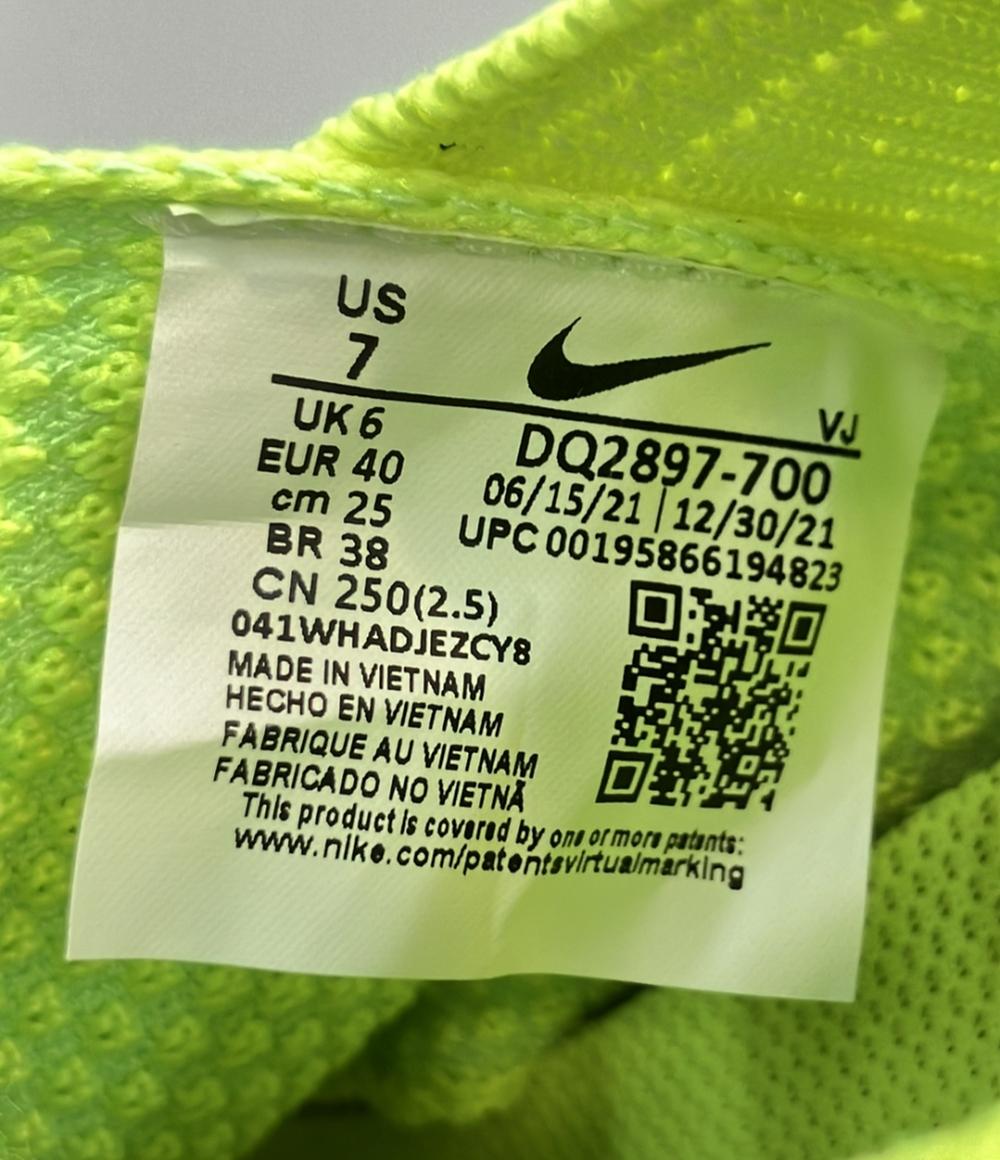 US
7
VJ
UK 6
EUR 40
cm 25
BR 38
CN 250(2.5)
041WHADJEZCY8
MADE IN VIETNAM
HECHO EN VIETNAM
FABRIQUE AU VIETNAM
FABRICADO NO VIETNÃ
DQ2897-700
06/15/21 | 12/30/21
UPC 00195866194823
This product is covered by one or more patents:
www.nike.com/patentsvirtualmarking